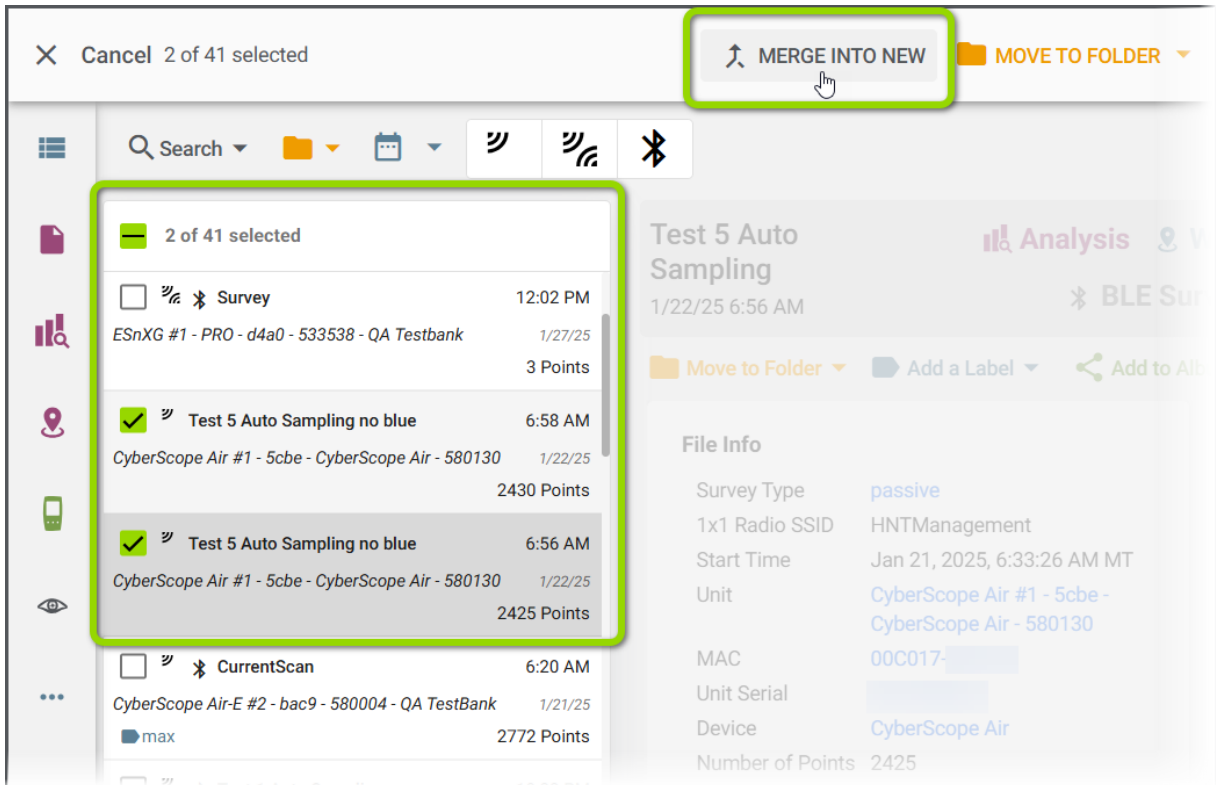 Cancel 2 of 41 selected
MERGE INTO NEW
MOVE TO FOLDER
Search
2 of 41 selected
Survey 12:02 PM
ESnXG #1 - PRO - d4a0 - 533538 - QA Testbank 1/27/25
3 Points
Test 5 Auto Sampling no blue 6:58 AM
CyberScope Air #1 - 5cbe - CyberScope Air - 580130 1/22/25
2430 Points
Test 5 Auto Sampling no blue 6:56 AM
CyberScope Air #1 - 5cbe - CyberScope Air - 580130 1/22/25
2425 Points
CurrentScan 6:20 AM
CyberScope Air-E #2 - bac9 - 580004 - QA TestBank 1/21/25
max 2772 Points
Test 5 Auto
Sampling
Analysis
1/22/25 6:56 AM
BLE Sur
Move to Folder
Add a Label
Add to Alb
File Info
Survey Type passive
1x1 Radio SSID HNTManagement
Start Time Jan 21, 2025, 6:33:26 AM MT
Unit CyberScope Air #1 - 5cbe -
CyberScope Air - 580130
MAC 00C017-
Unit Serial
Device CyberScope Air
Number of Points 2425